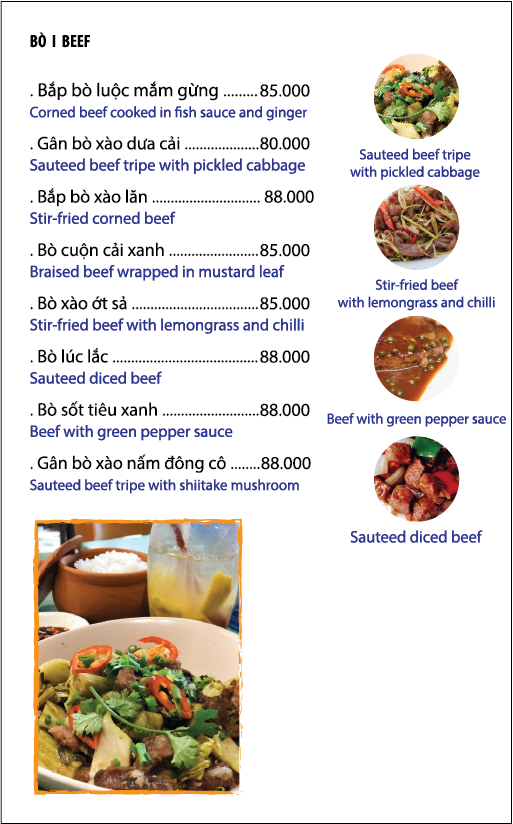 BÒ I BEEF
. Bắp bò luộc mắm gừng .........85.000
Corned beef cooked in fish sauce and ginger
. Gân bò xào dưa cải ....................80.000
Sauteed beef tripe with pickled cabbage
. Bắp bò xào lăn ............................. 88.000
Stir-fried corned beef
. Bò cuộn cải xanh ........................85.000
Braised beef wrapped in mustard leaf
. Bò xào ớt sả ..................................85.000
Stir-fried beef with lemongrass and chilli
. Bò lúc lắc .......................................88.000
Sauteed diced beef
. Bò sốt tiêu xanh ..........................88.000
Beef with green pepper sauce
. Gân bò xào nấm đông cô ........88.000
Sauteed beef tripe with shiitake mushroom
Sauteed beef tripe
with pickled cabbage
Stir-fried beef
with lemongrass and chilli
Beef with green pepper sauce
Sauteed diced beef